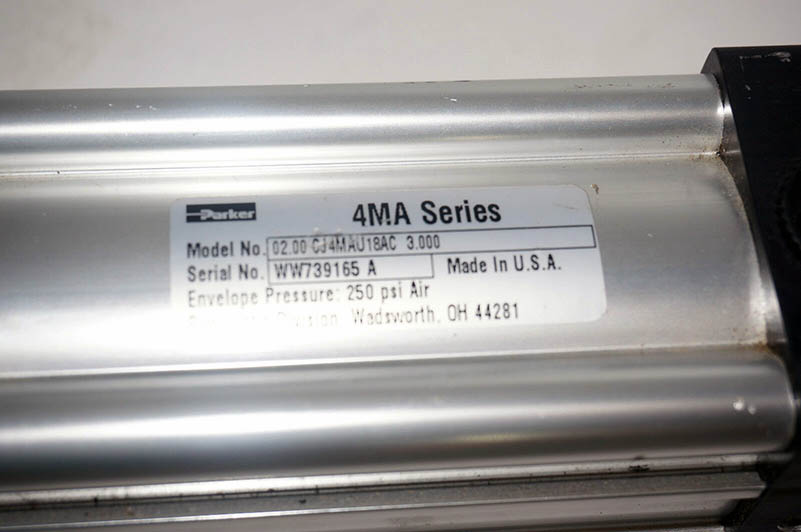 Parker
4MA Series
Model No. 02.00 CJ4MAU18AC 3.000
Serial No. WW739165 A Made In U.S.A.
Envelope Pressure: 250 psi Air
Division, Wadsworth, OH 44281